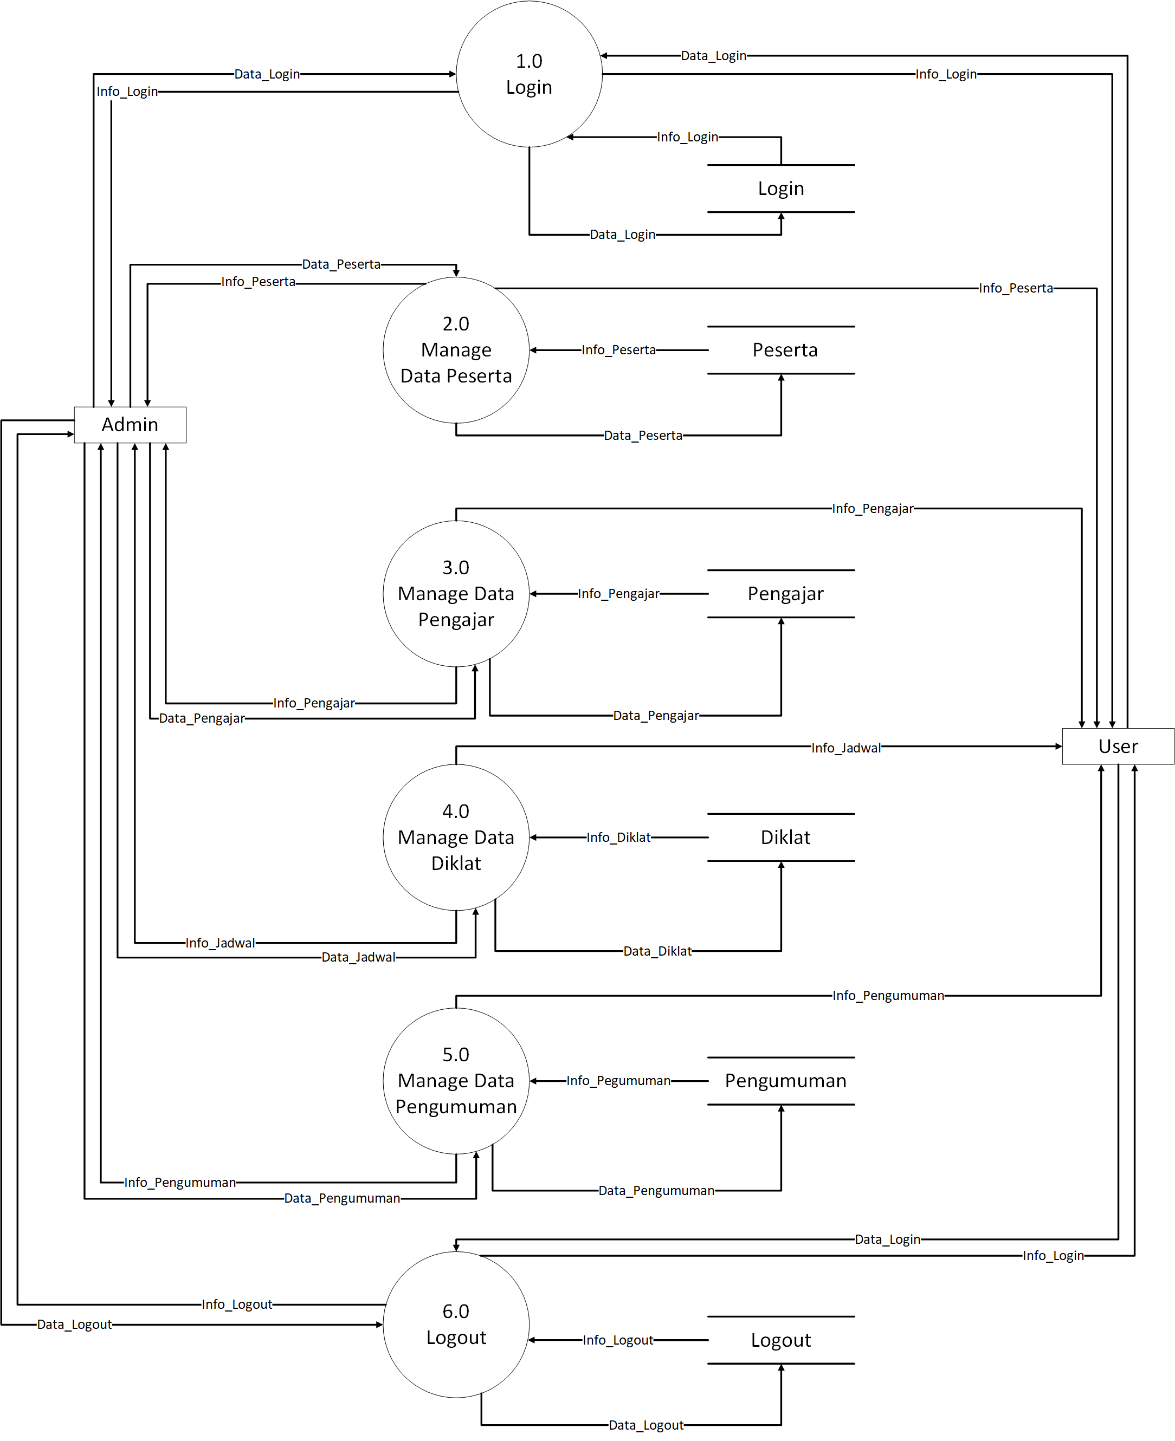 1.0
Login
Data_Login
Data_Login
Info_Login
Info_Login
Info_Login
Login
Data_Login
Data_Peserta
Info_Peserta
Info_Peserta
2.0
Manage
Data Peserta
Info_Peserta
Peserta
Data_Peserta
Admin
Info_Pengajar
3.0
Manage Data
Pengajar
Info_Pengajar
Pengajar
Info_Pengajar
Data_Pengajar
Data_Pengajar
Info_Jadwal
User
4.0
Manage Data
Diklat
Info_Diklat
Diklat
Info_Jadwal
Data_Jadwal
Data_Diklat
Info_Pengumuman
5.0
Manage Data
Pengumuman
Info_Pegumuman
Pengumuman
Info_Pengumuman
Data_Pengumuman
Data_Pengumuman
Data_Login
Info_Login
Info_Logout
Data_Logout
6.0
Logout
Info_Logout
Logout
Data_Logout